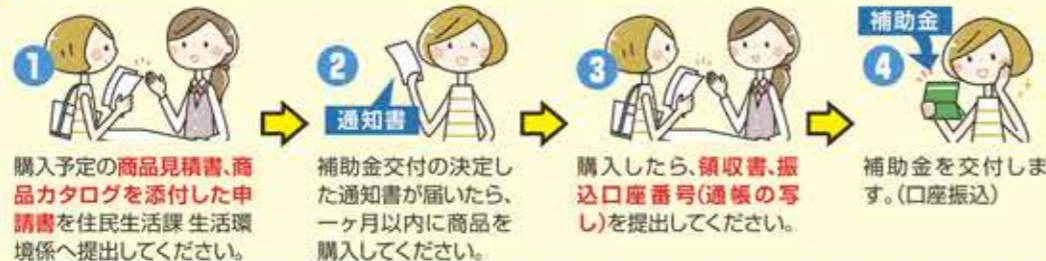 1
購入予定の商品見積書、商
品カタログを添付した申
請書を住民生活課 生活環
境係へ提出してください。
2
通知書
補助金交付の決定し
た通知書が届いたら、
一ヶ月以内に商品を
購入してください。
3
購入したら、領収書、振
込口座番号(通帳の写
し)を提出してください。
補助金
4
補助金を交付しま
す。(口座振込)